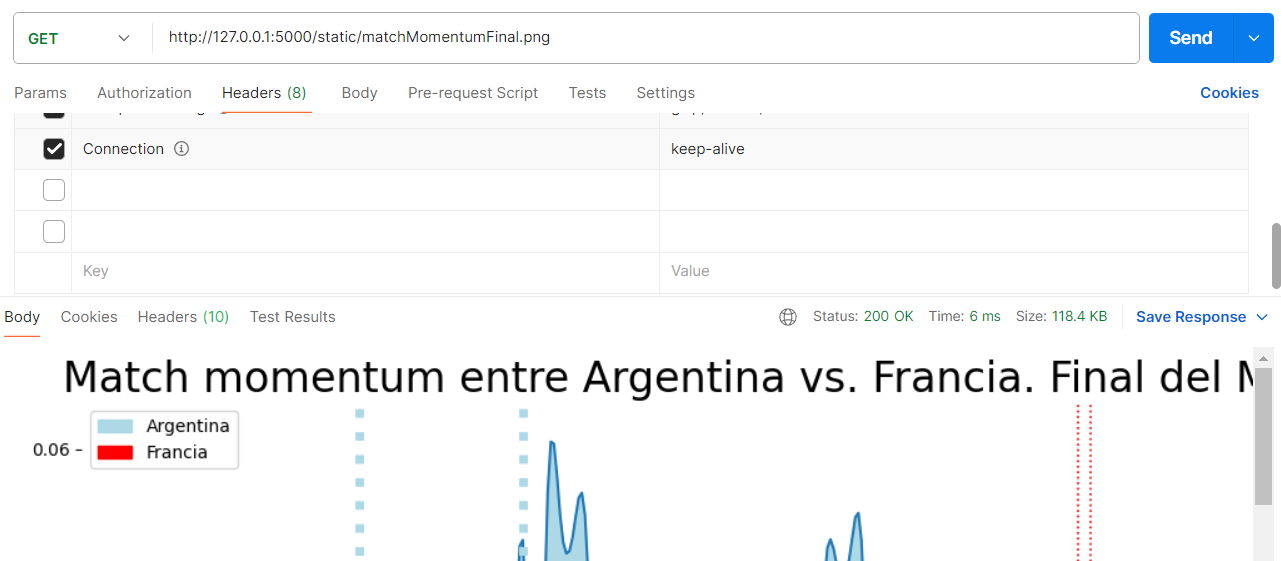 GET http://127.0.0.1:5000/static/matchMomentumFinal.png Send
Params Authorization Headers (8) Body Pre-request Script Tests Settings Cookies
Connection keep-alive
Key Value
Body Cookies Headers (10) Test Results Status: 200 OK Time: 6 ms Size: 118.4 KB Save Response
Match momentum entre Argentina vs. Francia. Final del
Argentina
0.06
Francia